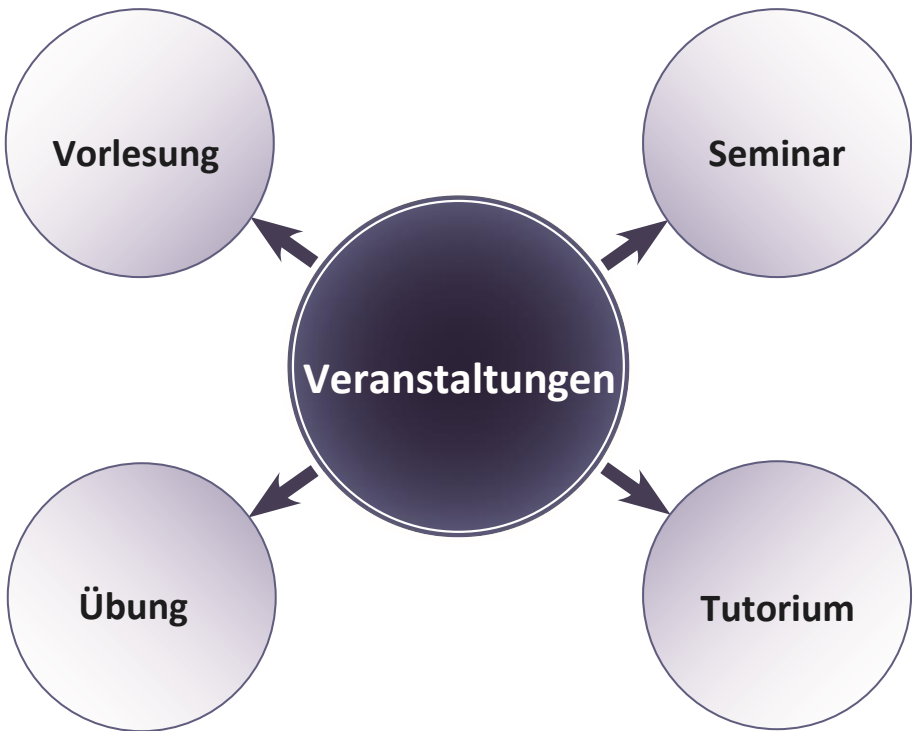 Vorlesung
Seminar
Veranstaltungen
Übung
Tutorium